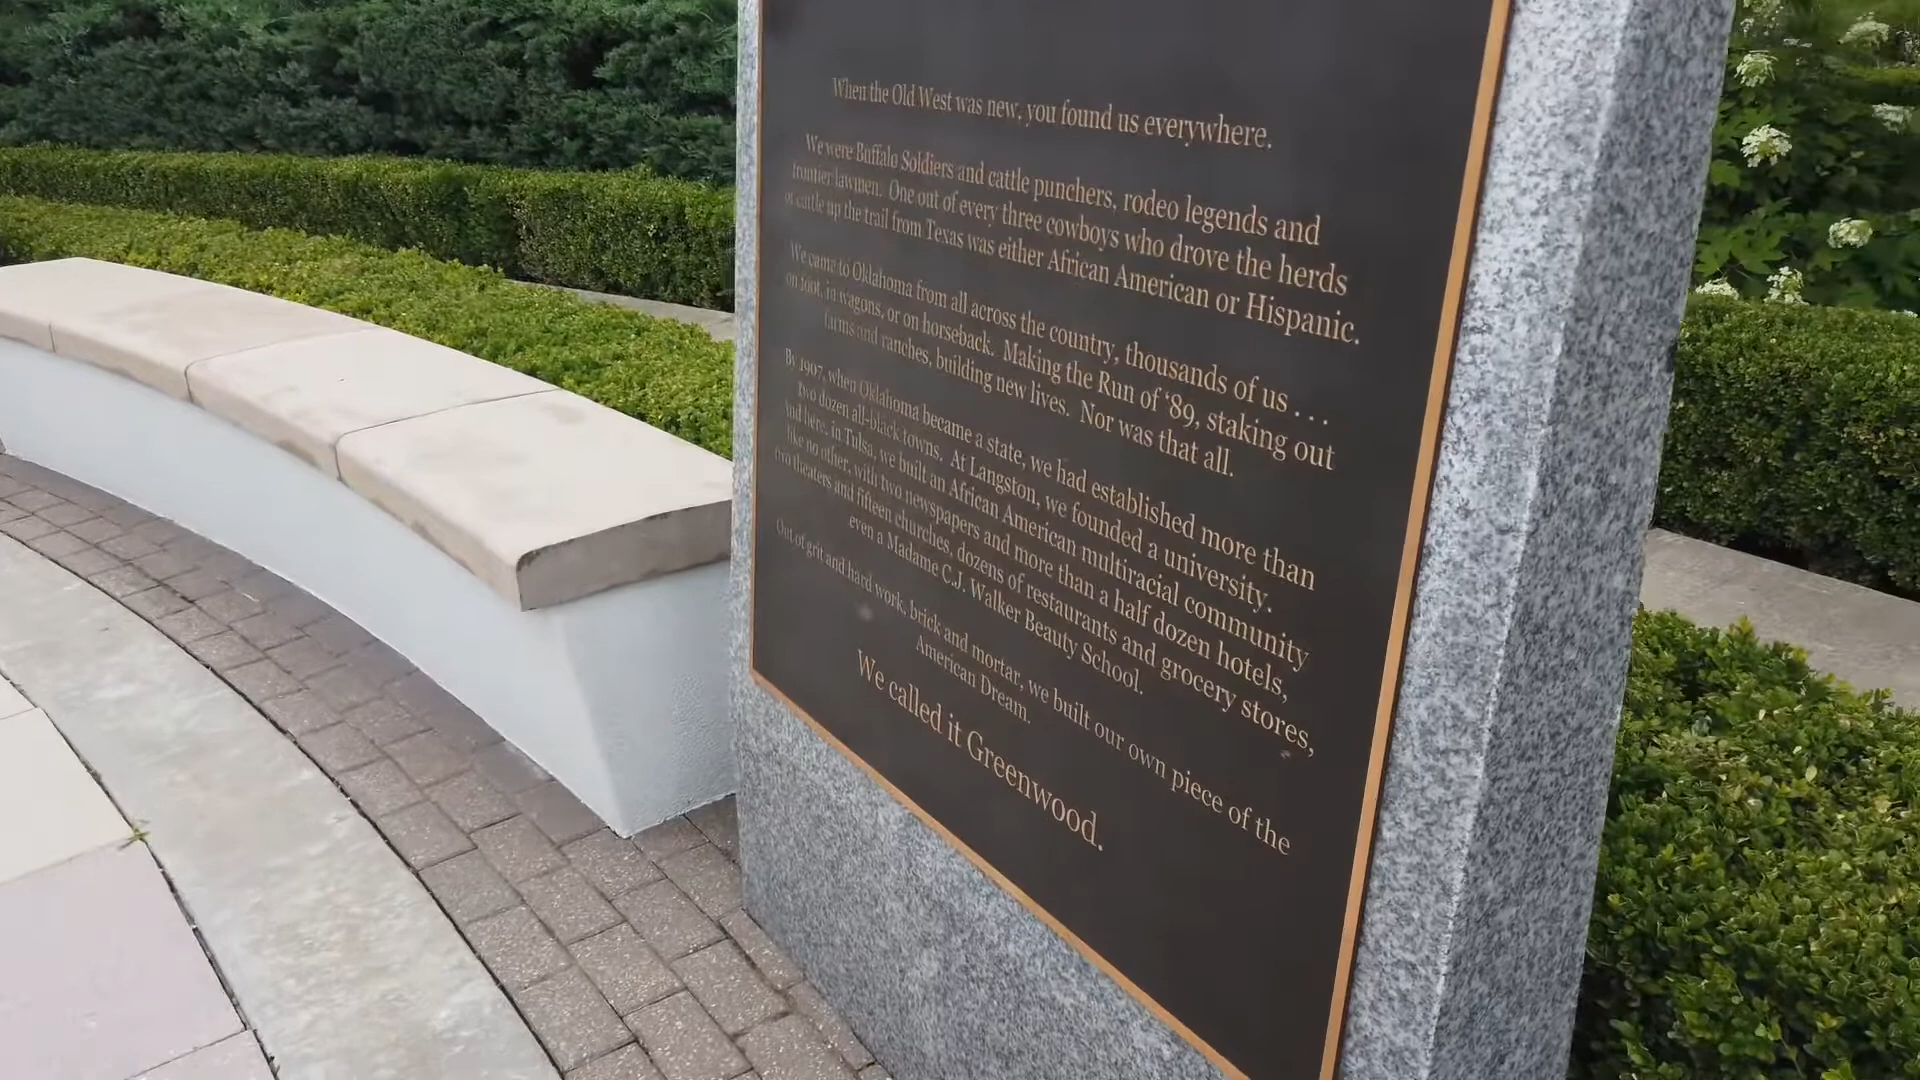 When the Old West was new, you found us everywhere.
We were Buffalo Soldiers and cattle punchers, rodeo legends and
frontier lawmen. One out of every three cowboys who drove the herds
of cattle up the trail from Texas was either African American or Hispanic.
We came to Oklahoma from all across the country, thousands of us . . .
on foot, in wagons, or on horseback. Making the Run of ‘89, staking out
farms and ranches, building new lives. Nor was that all.
By 1907, when Oklahoma became a state, we had established more than
two dozen all-black towns. At Langston, we founded a university.
And here, in Tulsa, we built an African American multiracial community
like no other, with two newspapers and more than a half dozen hotels,
two theaters and fifteen churches, dozens of restaurants and grocery stores,
even a Madame C.J. Walker Beauty School.
Out of grit and hard work, brick and mortar, we built our own piece of the
American Dream.
We called it Greenwood.